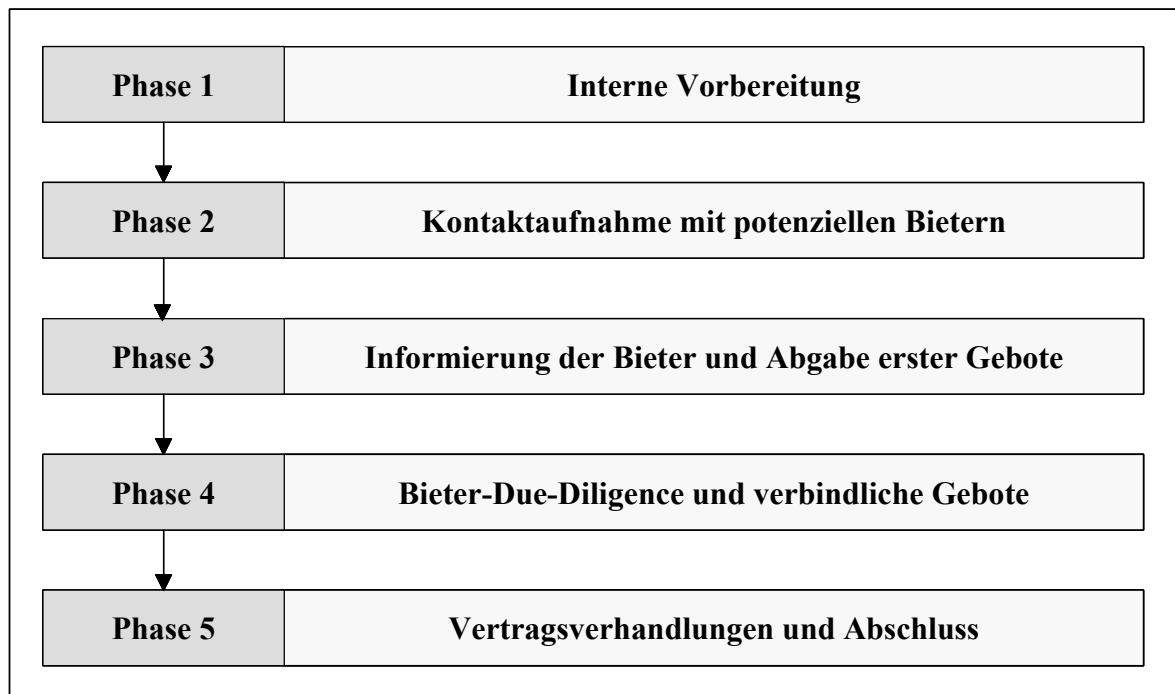 Phase 1 Interne Vorbereitung
Phase 2 Kontaktaufnahme mit potenziellen Bietern
Phase 3 Informierung der Bieter und Abgabe erster Gebote
Phase 4 Bieter-Due-Diligence und verbindliche Gebote
Phase 5 Vertragsverhandlungen und Abschluss